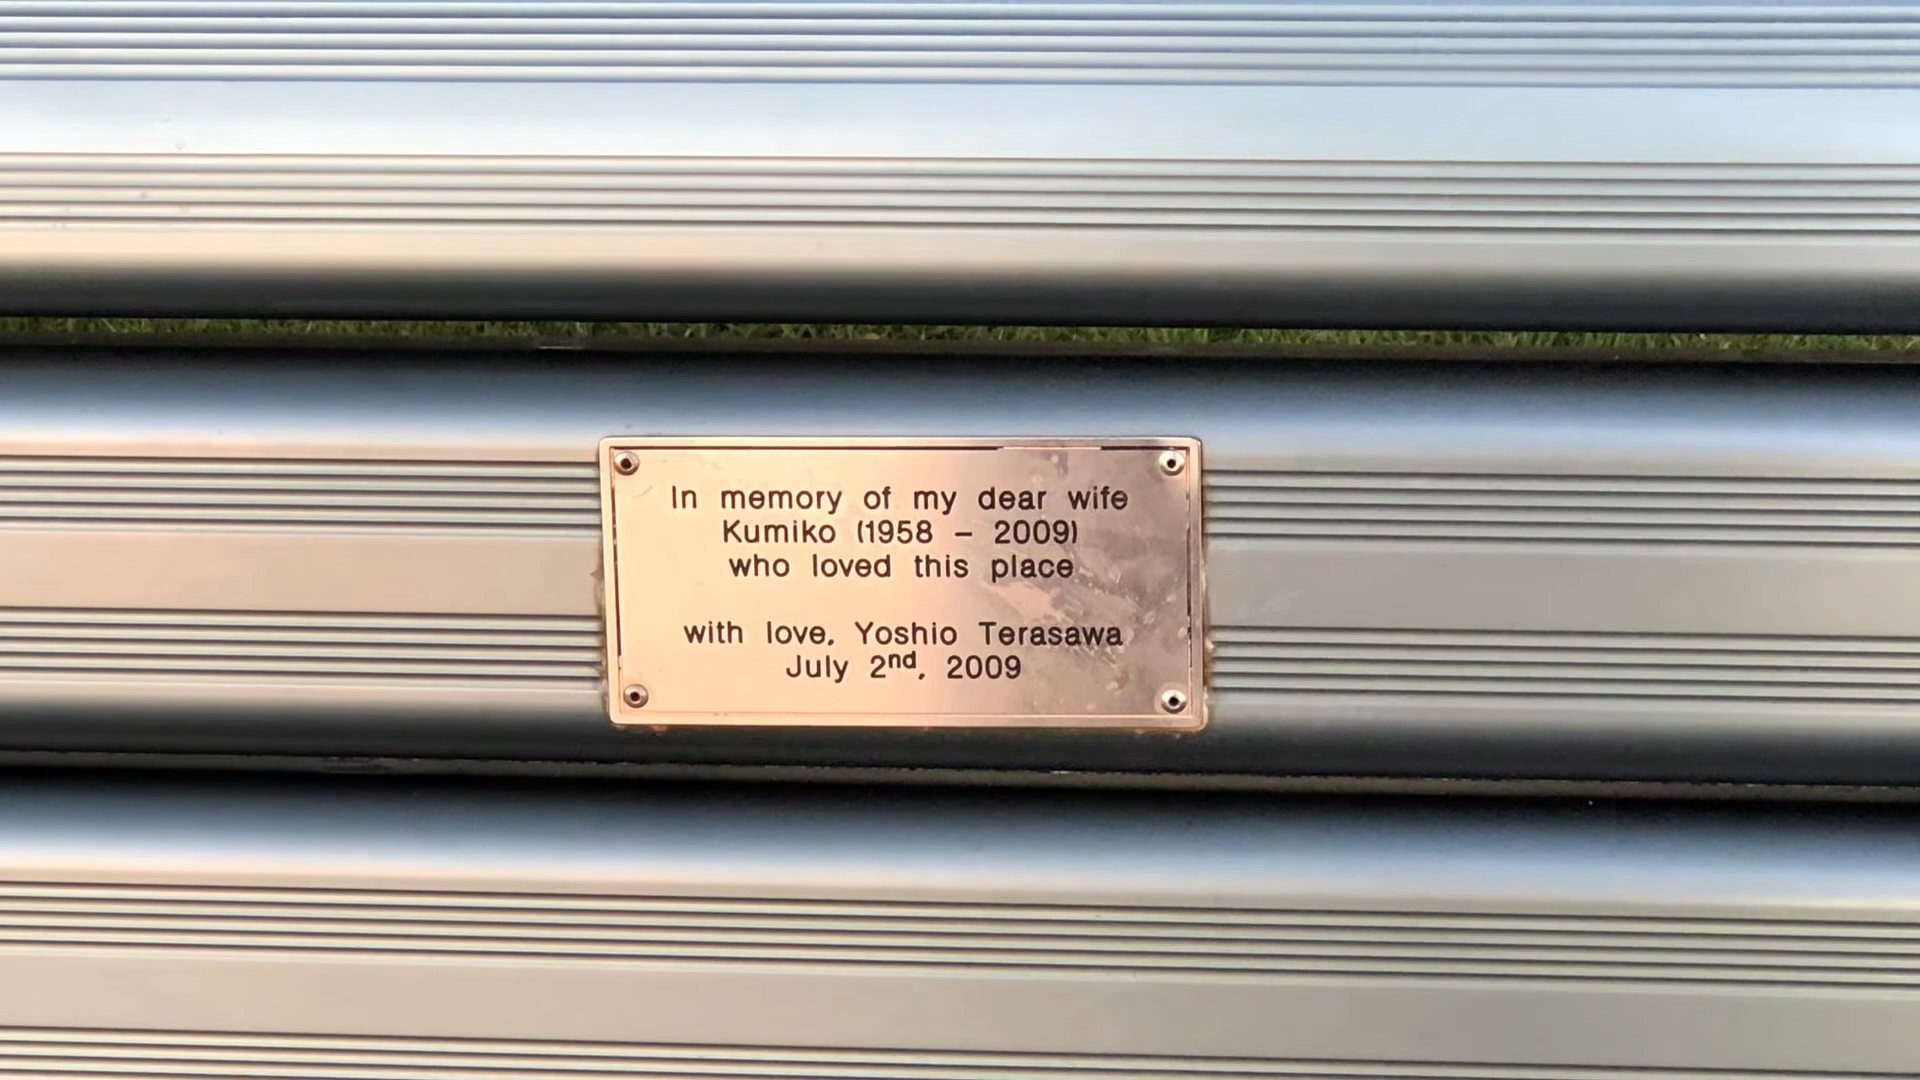 In memory of my dear wife
Kumiko (1958 – 2009)
who loved this place
with love, Yoshio Terasawa
July 2nd, 2009